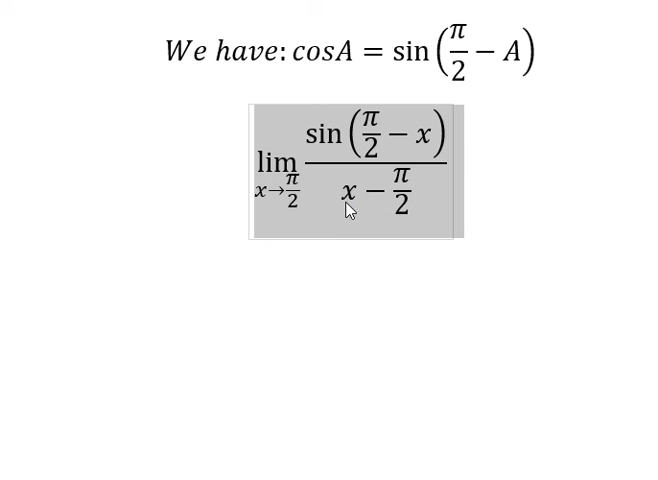 We have: cosA = sin(π/2 − A)
lim x→π/2 sin(π/2 − x) / (x − π/2)